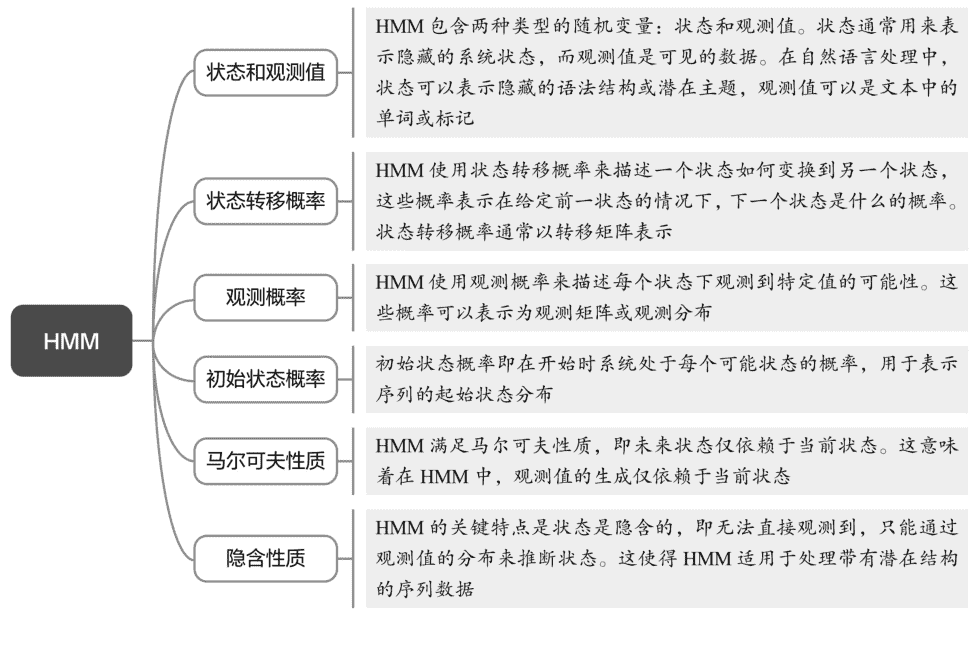 HMM
状态和观测值
HMM 包含两种类型的随机变量：状态和观测值。状态通常用来表
示隐藏的系统状态，而观测值是可见的数据。在自然语言处理中，
状态可以表示隐藏的语法结构或潜在主题，观测值可以是文本中的
单词或标记
状态转移概率
HMM 使用状态转移概率来描述一个状态如何变换到另一个状态，
这些概率表示在给定前一状态的情况下，下一个状态是什么的概率。
状态转移概率通常以转移矩阵表示
观测概率
HMM 使用观测概率来描述每个状态下观测到特定值的可能性。这
些概率可以表示为观测矩阵或观测分布
初始状态概率
初始状态概率即在开始时系统处于每个可能状态的概率，用于表示
序列的起始状态分布
马尔可夫性质
HMM 满足马尔可夫性质，即未来状态仅依赖于当前状态。这意味
着在 HMM 中，观测值的生成仅依赖于当前状态
隐含性质
HMM 的关键特点是状态是隐含的，即无法直接观测到，只能通过
观测值的分布来推断状态。这使得 HMM 适用于处理带有潜在结构
的序列数据